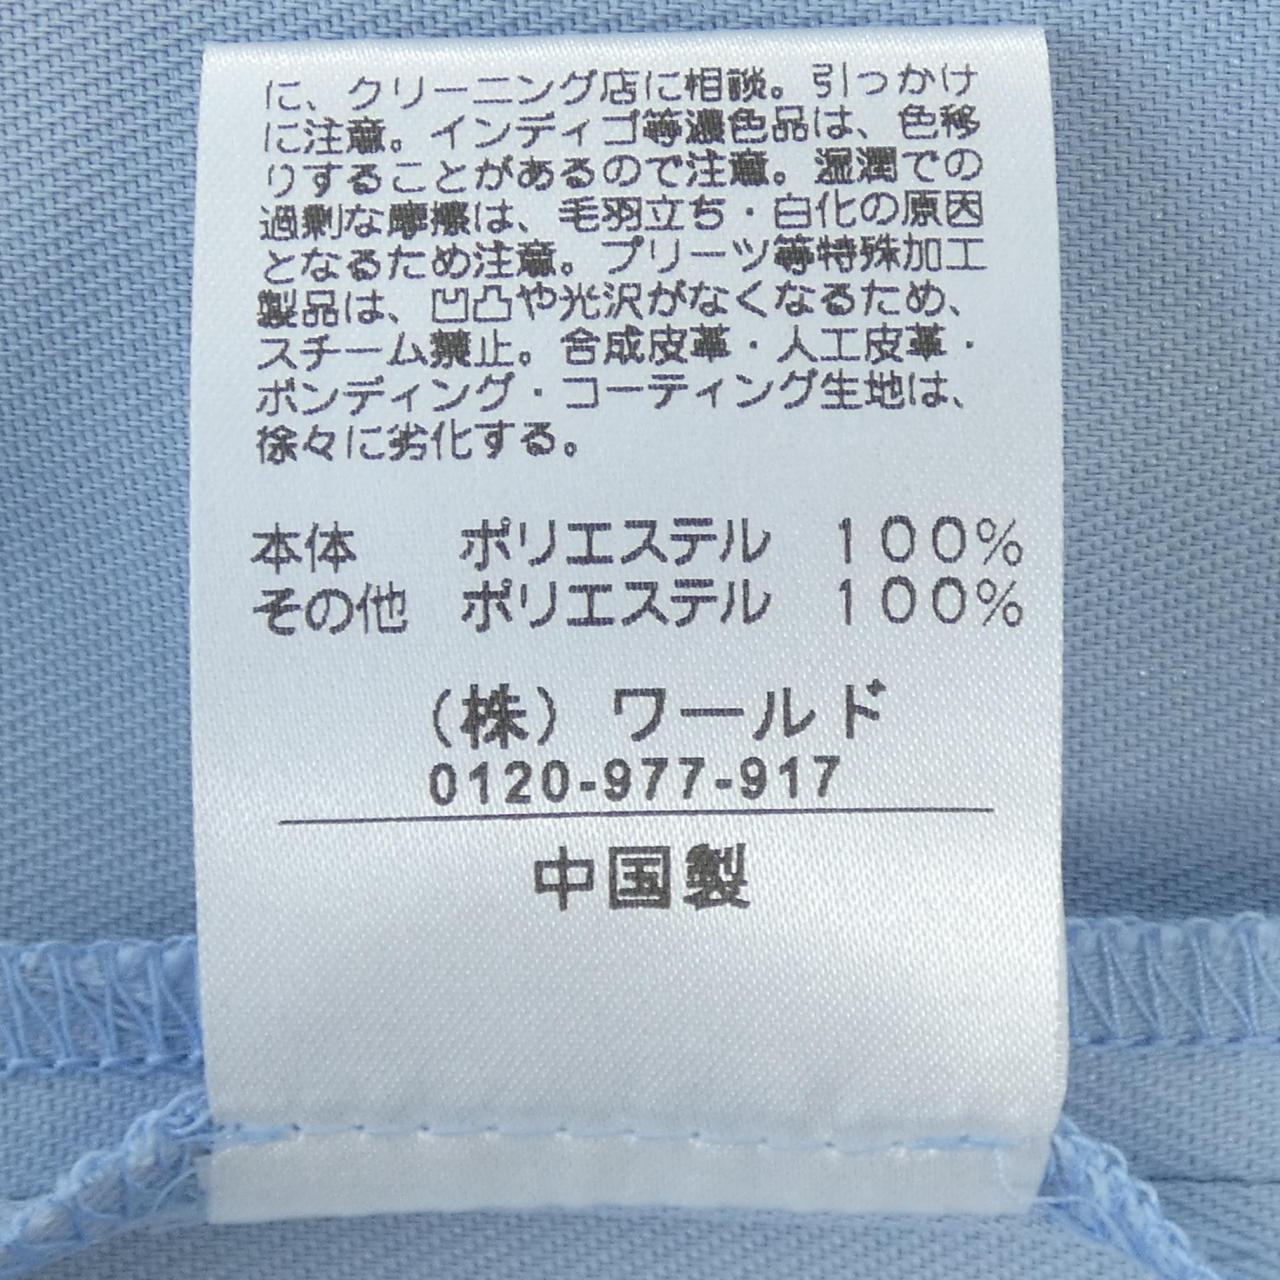 に、クリーニング店に相談。引っかけ
に注意。インディゴ等濃色品は、色移
りすることがあるので注意。湿潤での
過剰な摩擦は、毛羽立ち・白化の原因
となるため注意。プリーツ等特殊加工
製品は、凹凸や光沢がなくなるため、
スチーム禁止。合成皮革・人工皮革・
ボンディング・コーティング生地は、
徐々に劣化する。
本体 ポリエステル 100%
その他 ポリエステル 100%
(株) ワールド
0120-977-917
中国製